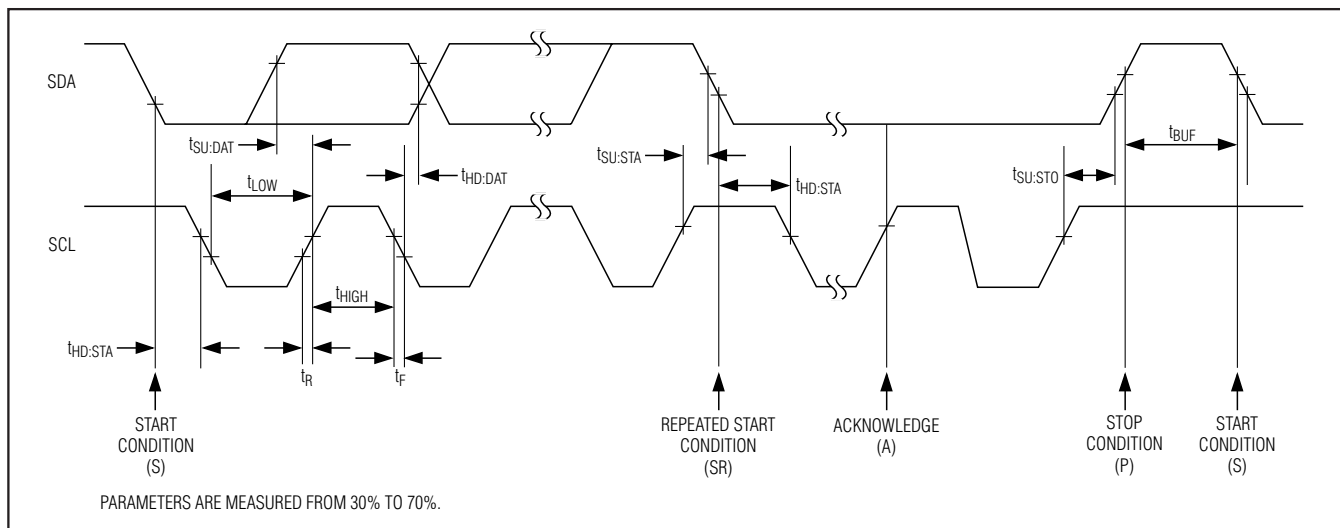 SDA
tSU:DAT
tLOW
tHD:DAT
tSU:STA
tHD:STA
tSU:STO
tBUF
SCL
tHIGH
tHD:STA
tR
tF
START
CONDITION
(S)
REPEATED START
CONDITION
(SR)
ACKNOWLEDGE
(A)
STOP
CONDITION
(P)
START
CONDITION
(S)
PARAMETERS ARE MEASURED FROM 30% TO 70%.